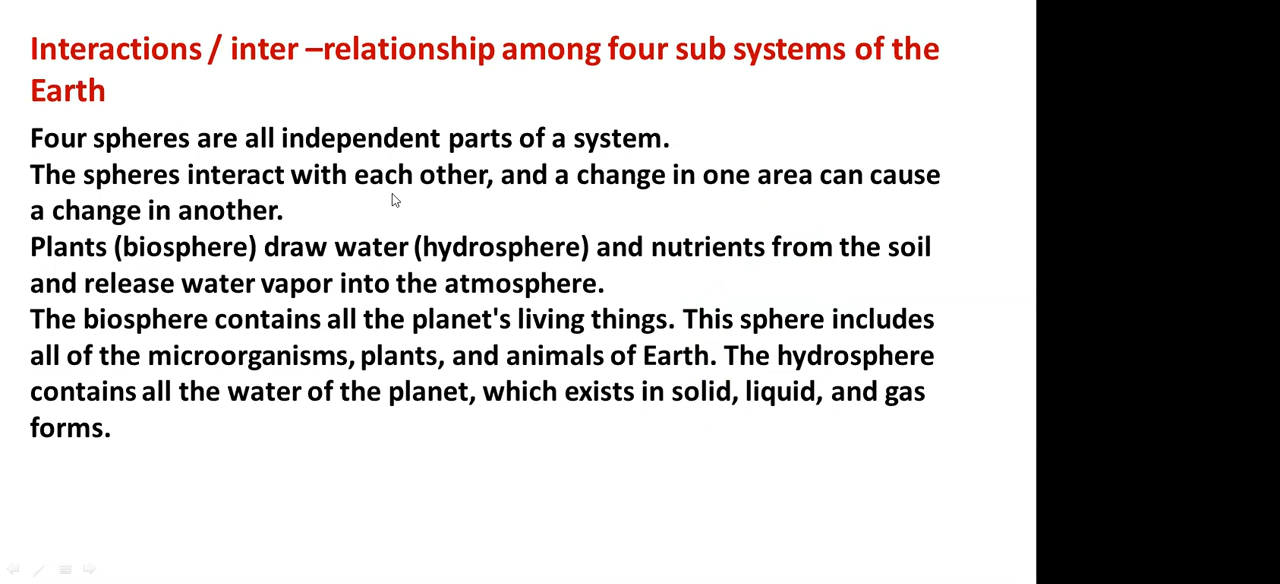 Interactions / inter –relationship among four sub systems of the
Earth
Four spheres are all independent parts of a system.
The spheres interact with each other, and a change in one area can cause
a change in another.
Plants (biosphere) draw water (hydrosphere) and nutrients from the soil
and release water vapor into the atmosphere.
The biosphere contains all the planet's living things. This sphere includes
all of the microorganisms, plants, and animals of Earth. The hydrosphere
contains all the water of the planet, which exists in solid, liquid, and gas
forms.